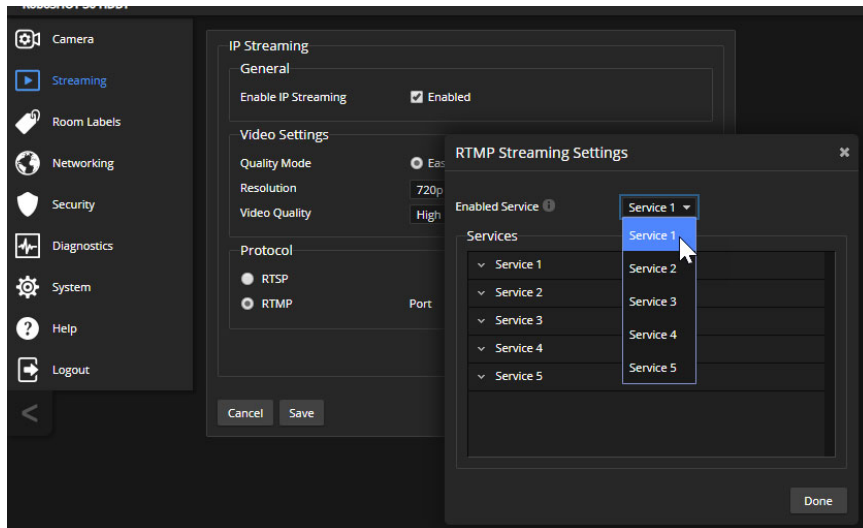 Camera
Streaming
Room Labels
Networking
Security
Diagnostics
System
Help
Logout
IP Streaming
General
Enable IP Streaming Enabled
Video Settings
Quality Mode
Resolution 720p
Video Quality High
Protocol
RTSP
RTMP Port
Cancel Save
RTMP Streaming Settings
Enabled Service Service 1
Services
Service 1
Service 2
Service 3
Service 4
Service 5
Service 1
Service 2
Service 3
Service 4
Service 5
Done